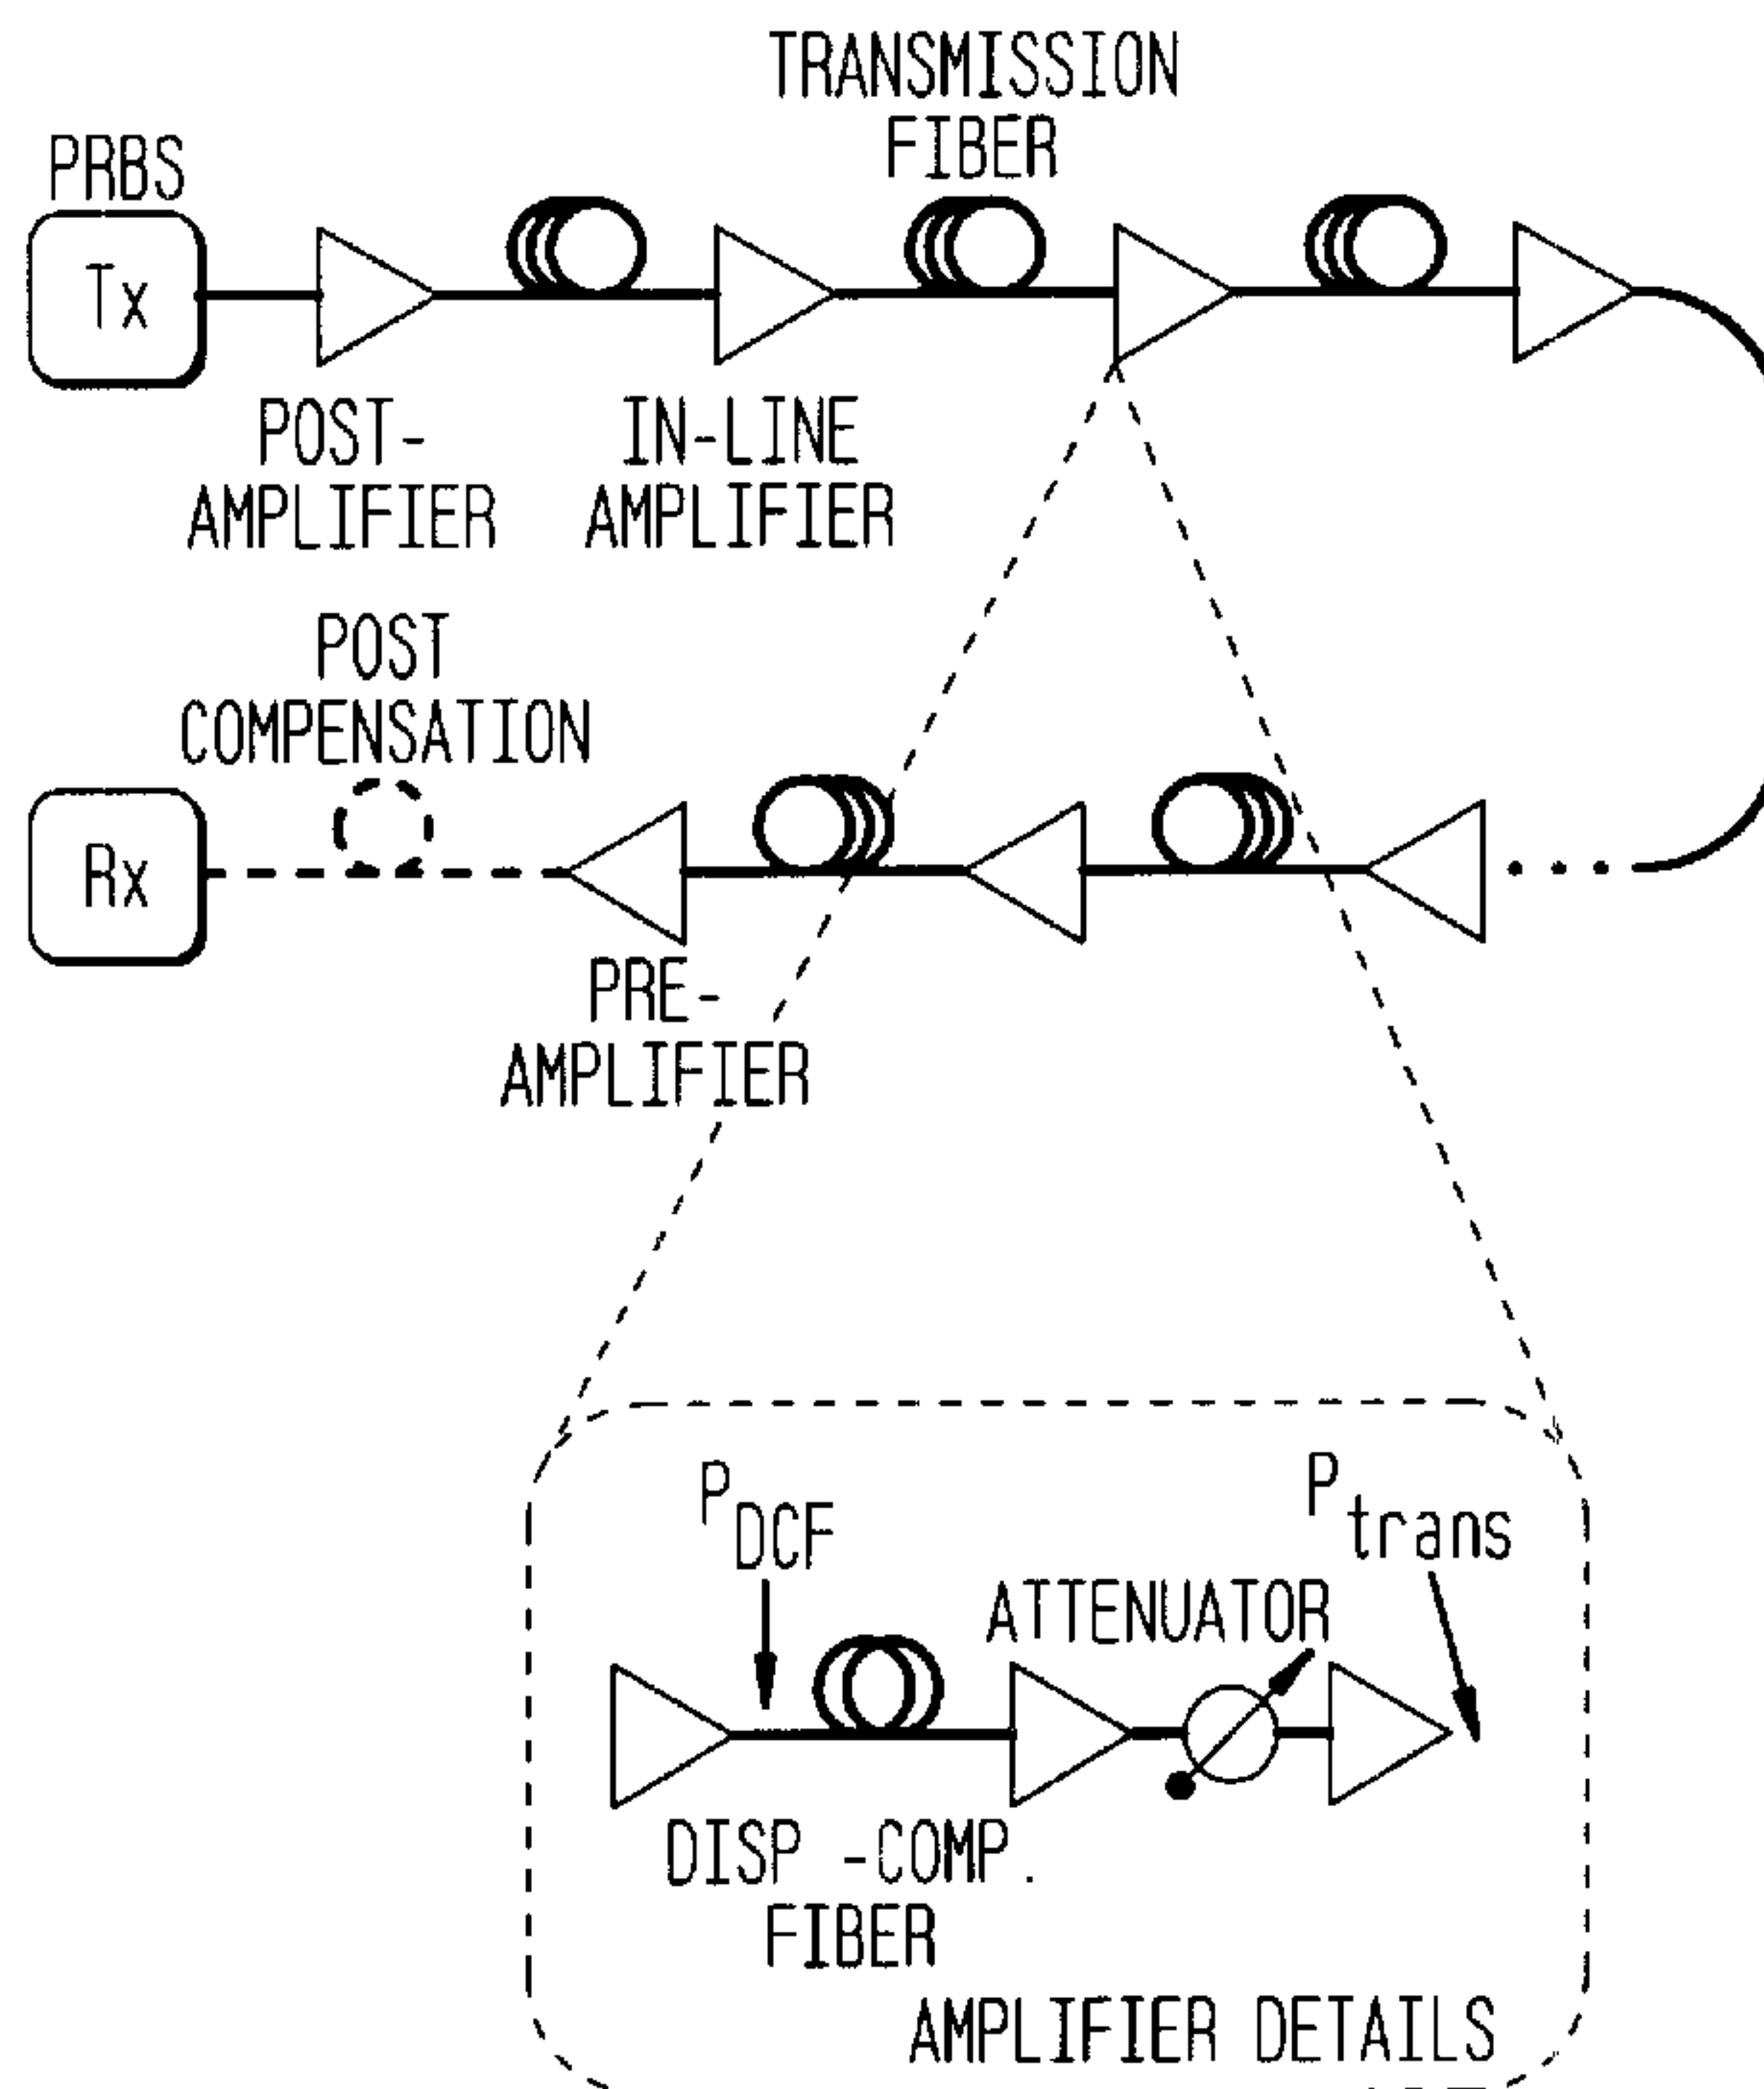 TRANSMISSION
FIBER
PRBS
Tx
POST-
AMPLIFIER
IN-LINE
AMPLIFIER
POST
COMPENSATION
Rx
PRE-
AMPLIFIER
P DCF
P trans
ATTENUATOR
DISP -COMP.
FIBER
AMPLIFIER DETAILS